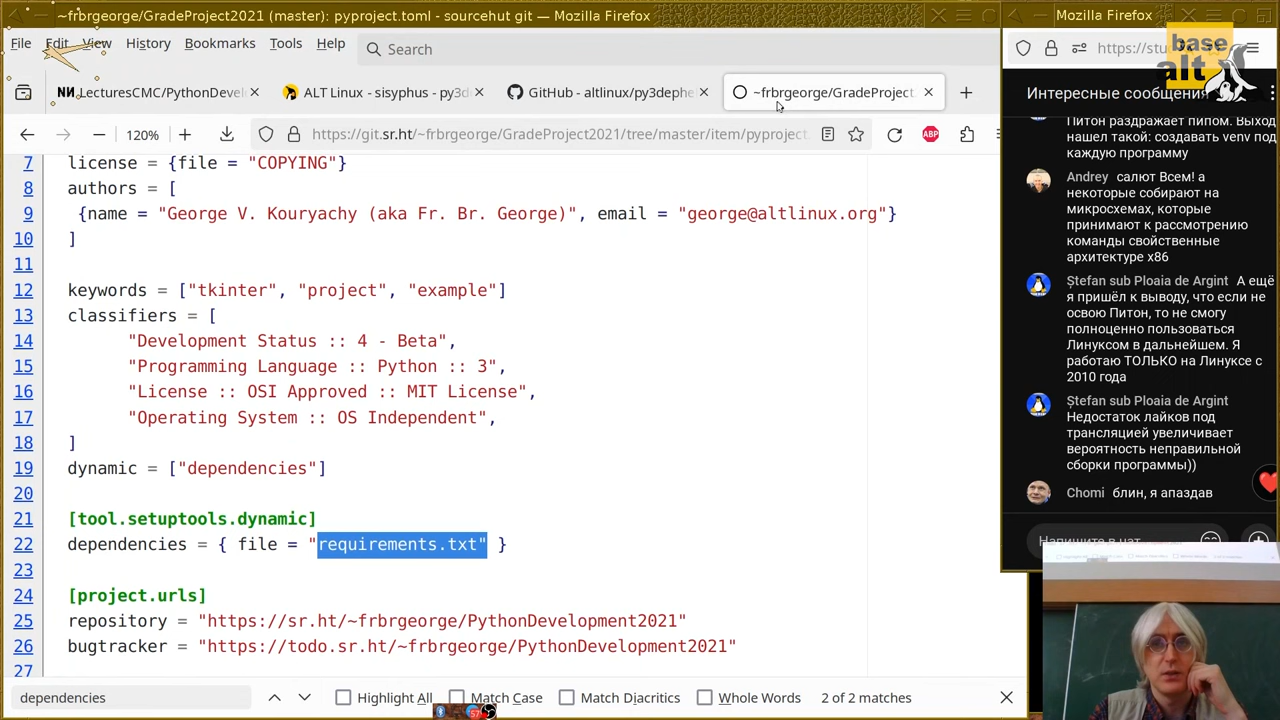 ~frbrgeorge/GradeProject2021 (master): pyproject.toml - sourcehut git — Mozilla Firefox
File Edit View History Bookmarks Tools Help
Search
LecturesCMC/PythonDevel
ALT Linux - sisyphus - py3d
GitHub - altlinux/py3dephe
~frbrgeorge/GradeProject
120%
https://git.sr.ht/~frbrgeorge/GradeProject2021/tree/master/item/pyproject.
7 license = {file = "COPYING"}
8 authors = [
9 {name = "George V. Kouryachy (aka Fr. Br. George)", email = "george@altlinux.org"}
10 ]
11
12 keywords = ["tkinter", "project", "example"]
13 classifiers = [
14 "Development Status :: 4 - Beta",
15 "Programming Language :: Python :: 3",
16 "License :: OSI Approved :: MIT License",
17 "Operating System :: OS Independent",
18 ]
19 dynamic = ["dependencies"]
20
21 [tool.setuptools.dynamic]
22 dependencies = { file = "requirements.txt" }
23
24 [project.urls]
25 repository = "https://sr.ht/~frbrgeorge/PythonDevelopment2021"
26 bugtracker = "https://todo.sr.ht/~frbrgeorge/PythonDevelopment2021"
27
dependencies
Highlight All
Match Case
Match Diacritics
Whole Words
2 of 2 matches
Mozilla Firefox
base
alt
https://stu
Интересные сообщения
Питон раздражает пипом. Выход
нашел такой: создавать venv под
каждую программу
Andrey салют Всем! а
некоторые собирают на
микросхемах, которые
принимают к рассмотрению
команды свойственные
архитектуре x86
Ștefan sub Ploaia de Argint А ещё
я пришёл к выводу, что если не
освою Питон, то не смогу
полноценно пользоваться
Линуксом в дальнейшем. Я
работаю ТОЛЬКО на Линуксе с
2010 года
Ștefan sub Ploaia de Argint
Недостаток лайков под
трансляцией увеличивает
вероятность неправильной
сборки программы))
Chomi блин, я апаздав
Напишите в чат